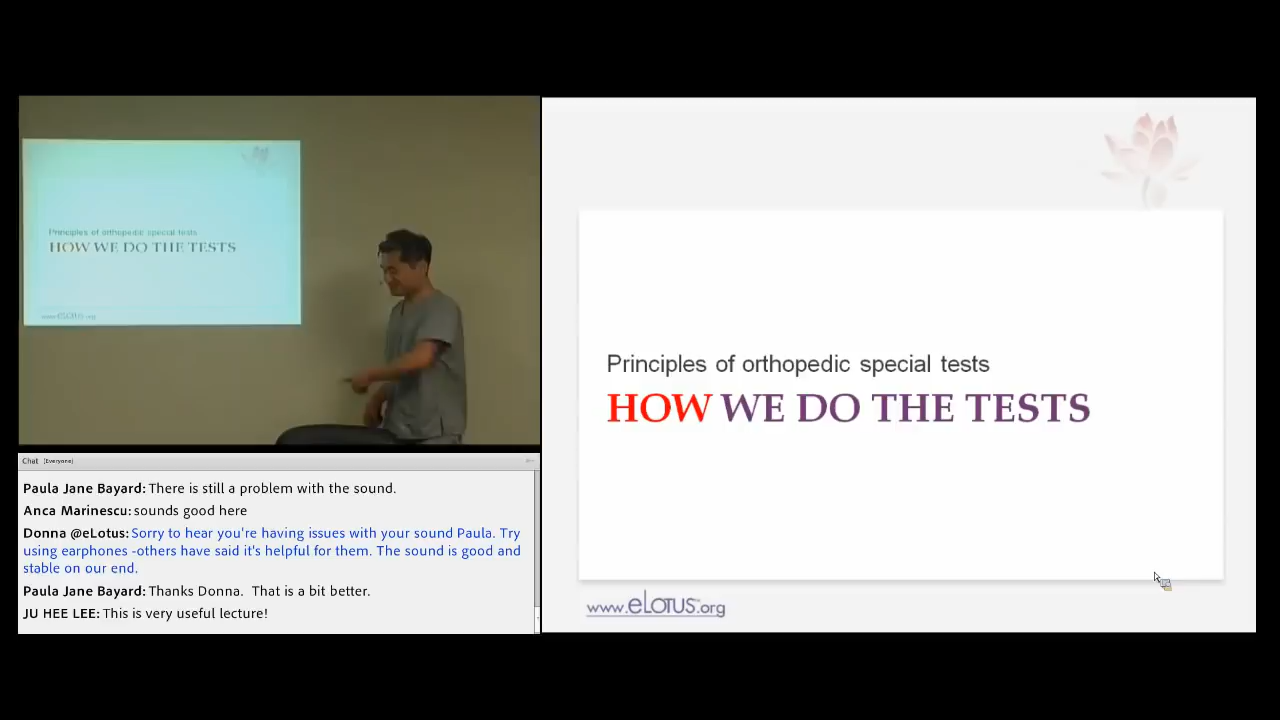 Principles of orthopedic special tests
HOW WE DO THE TESTS
www.eLOTUS.org
Chat (Everyone)
Paula Jane Bayard: There is still a problem with the sound.
Anca Marinescu: sounds good here
Donna @eLotus: Sorry to hear you're having issues with your sound Paula. Try
using earphones -others have said it's helpful for them. The sound is good and
stable on our end.
Paula Jane Bayard: Thanks Donna.  That is a bit better.
JU HEE LEE: This is very useful lecture!
Principles of orthopedic special tests
HOW WE DO THE TESTS
www.eLOTUS.org